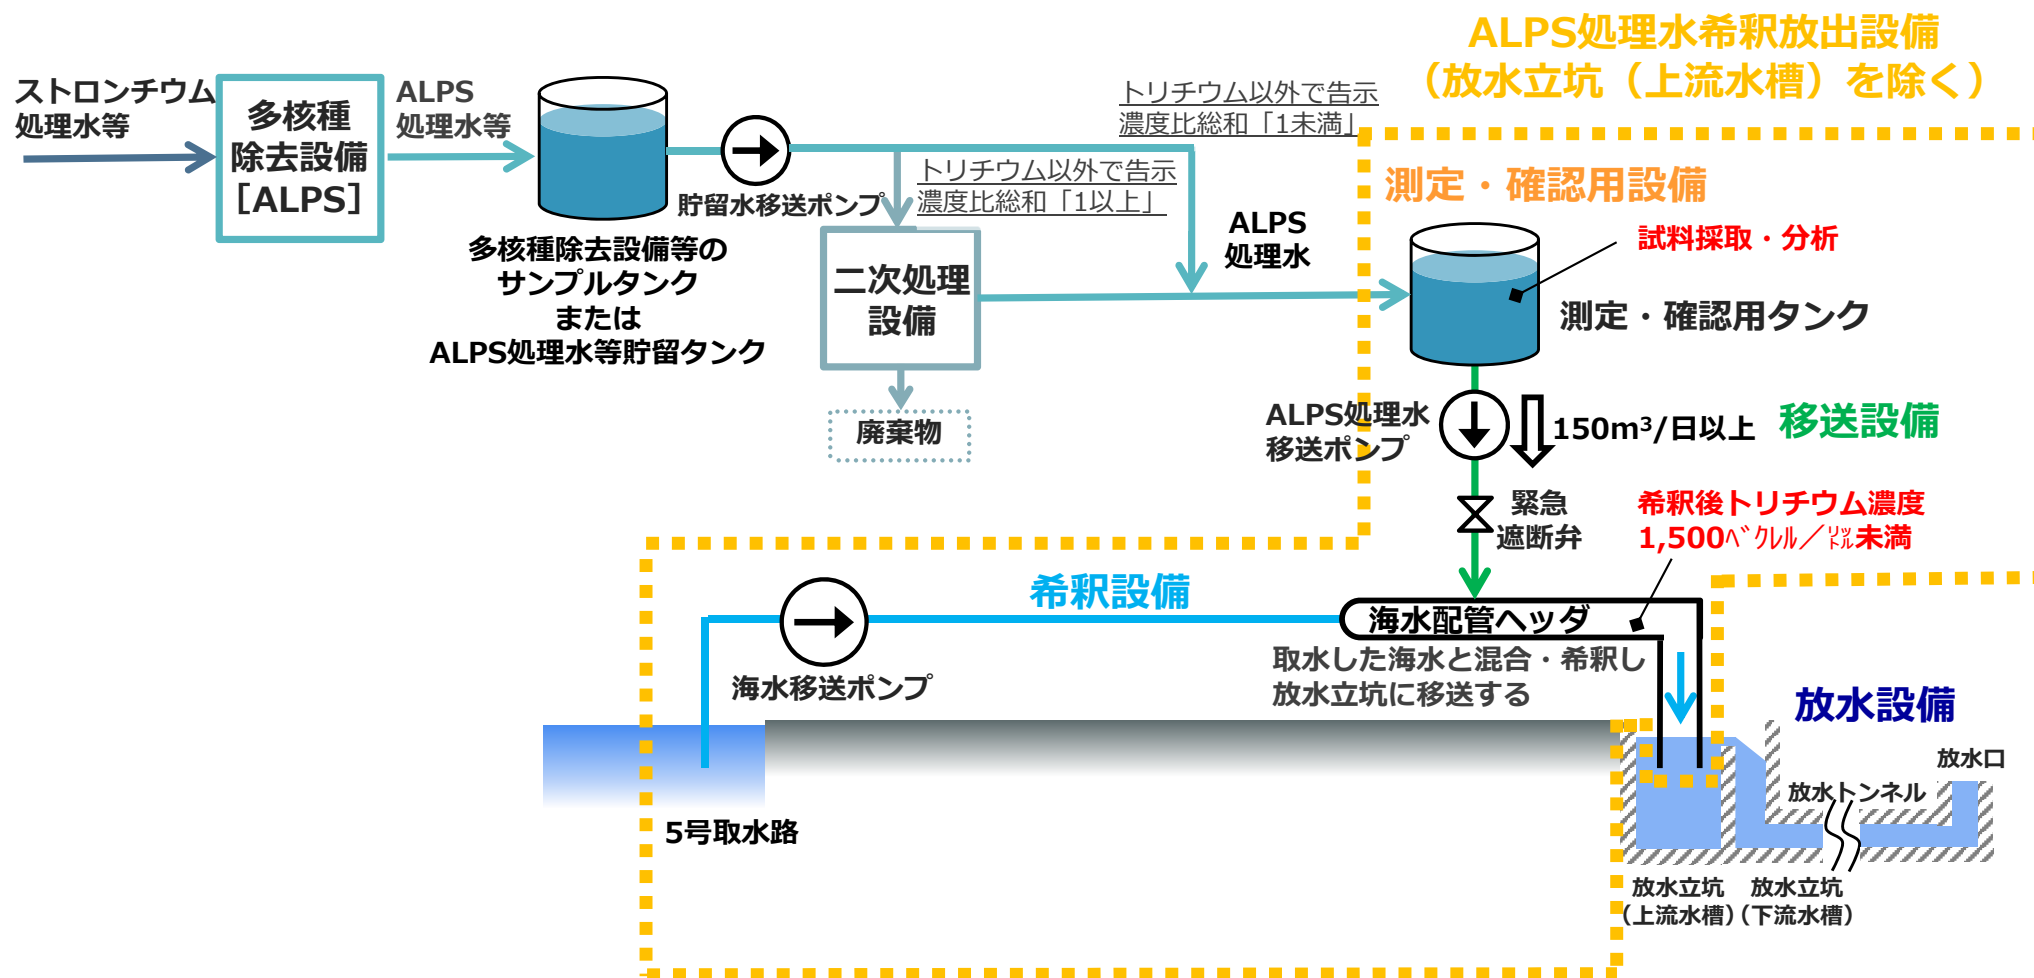 ALPS処理水希釈放出設備
（放水立坑（上流水槽）を除く）
ストロンチウム
処理水等
多核種
除去設備
［ALPS］
ALPS
処理水等
貯留水移送ポンプ
多核種除去設備等の
サンプルタンク
または
ALPS処理水等貯留タンク
トリチウム以外で告示
濃度比総和「1未満」
トリチウム以外で告示
濃度比総和「1以上」
二次処理
設備
廃棄物
ALPS
処理水
測定・確認用設備
試料採取・分析
測定・確認用タンク
ALPS処理水
移送ポンプ
150m³/日以上
移送設備
緊急
遮断弁
希釈後トリチウム濃度
1,500ﾍﾞｸﾚﾙ／㍑未満
希釈設備
海水移送ポンプ
海水配管ヘッダ
取水した海水と混合・希釈し
放水立坑に移送する
5号取水路
放水設備
放水口
放水トンネル
放水立坑
（上流水槽）
放水立坑
（下流水槽）